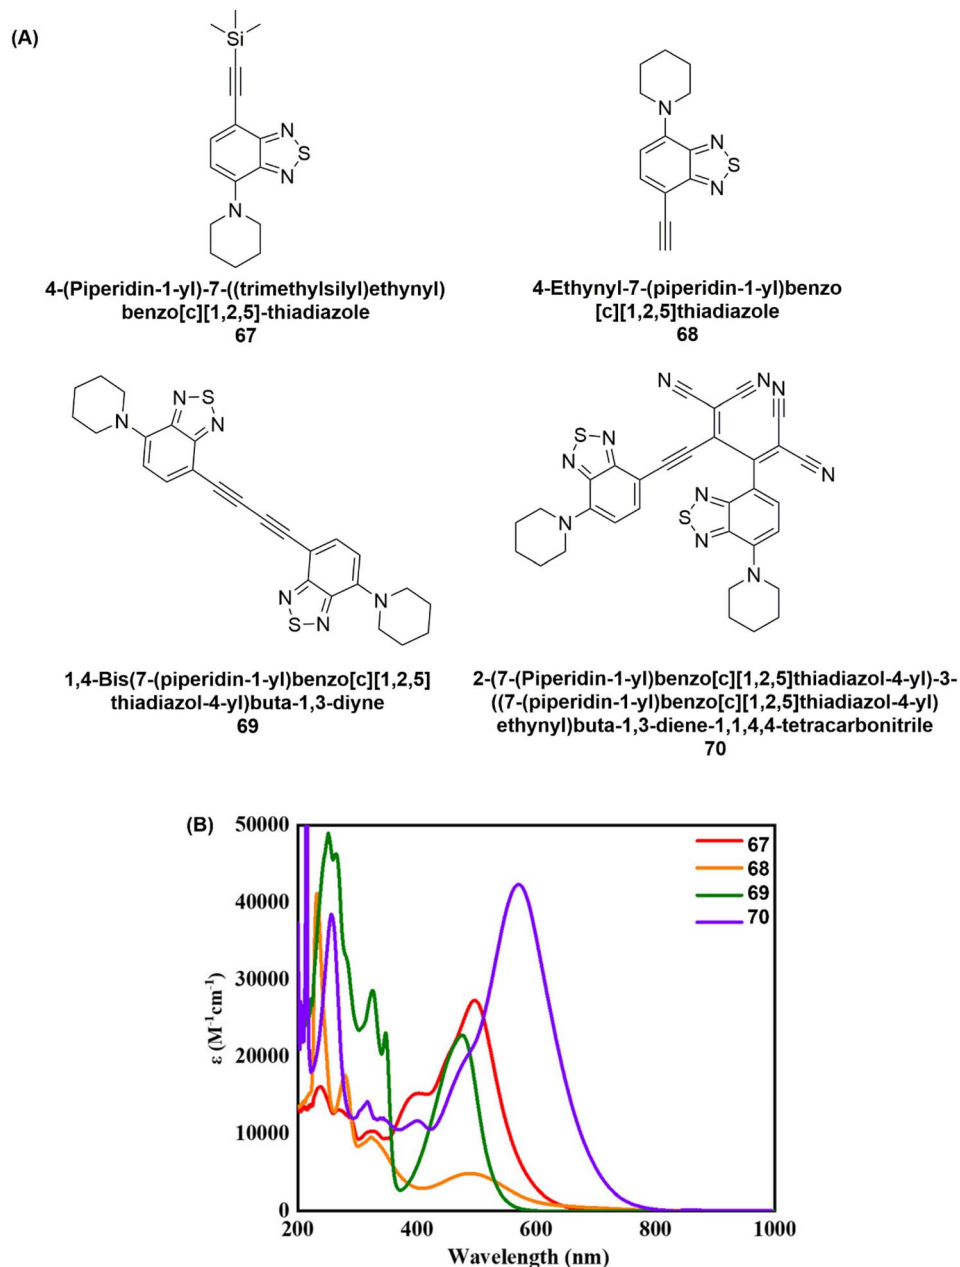 (A)
Si
N
N
S
N
N
N
S
N
4-(Piperidin-1-yl)-7-((trimethylsilyl)ethynyl)
benzo[c][1,2,5]-thiadiazole
67
4-Ethynyl-7-(piperidin-1-yl)benzo
[c][1,2,5]thiadiazole
68
N
N
S
N
N
S
N
N
1,4-Bis(7-(piperidin-1-yl)benzo[c][1,2,5]
thiadiazol-4-yl)buta-1,3-diyne
69
N
N
N
N
S
N
N
N
N
S
N
N
2-(7-(Piperidin-1-yl)benzo[c][1,2,5]thiadiazol-4-yl)-3-
((7-(piperidin-1-yl)benzo[c][1,2,5]thiadiazol-4-yl)
ethynyl)buta-1,3-diene-1,1,4,4-tetracarbonitrile
70
(B)
50000
40000
30000
20000
10000
0
ε (M⁻¹cm⁻¹)
67
68
69
70
200
400
600
800
1000
Wavelength (nm)